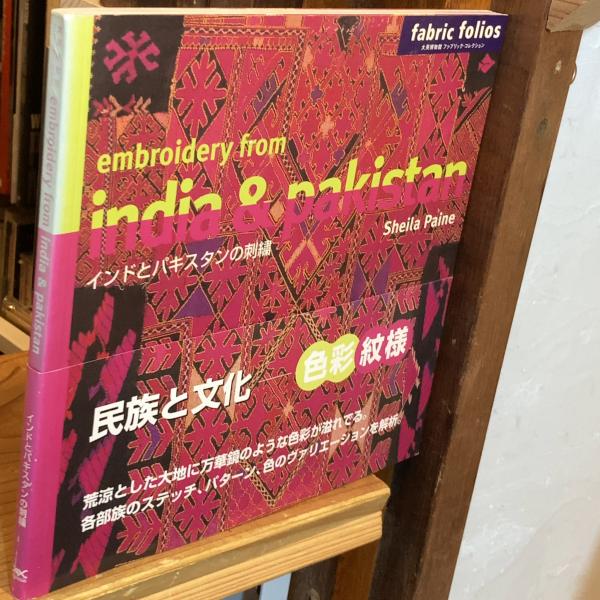 fabric folios
大英博物館 ファブリック・コレクション
embroidery from
india & pakistan
Sheila Paine
インドとパキスタンの刺繍
民族と文化
色彩紋様
荒涼とした大地に万華鏡のような色彩が溢れでる。
各部族のステッチ、パターン、色のヴァリエーションを解析。
embroidery from india & pakistan
インドとパキスタンの刺繍